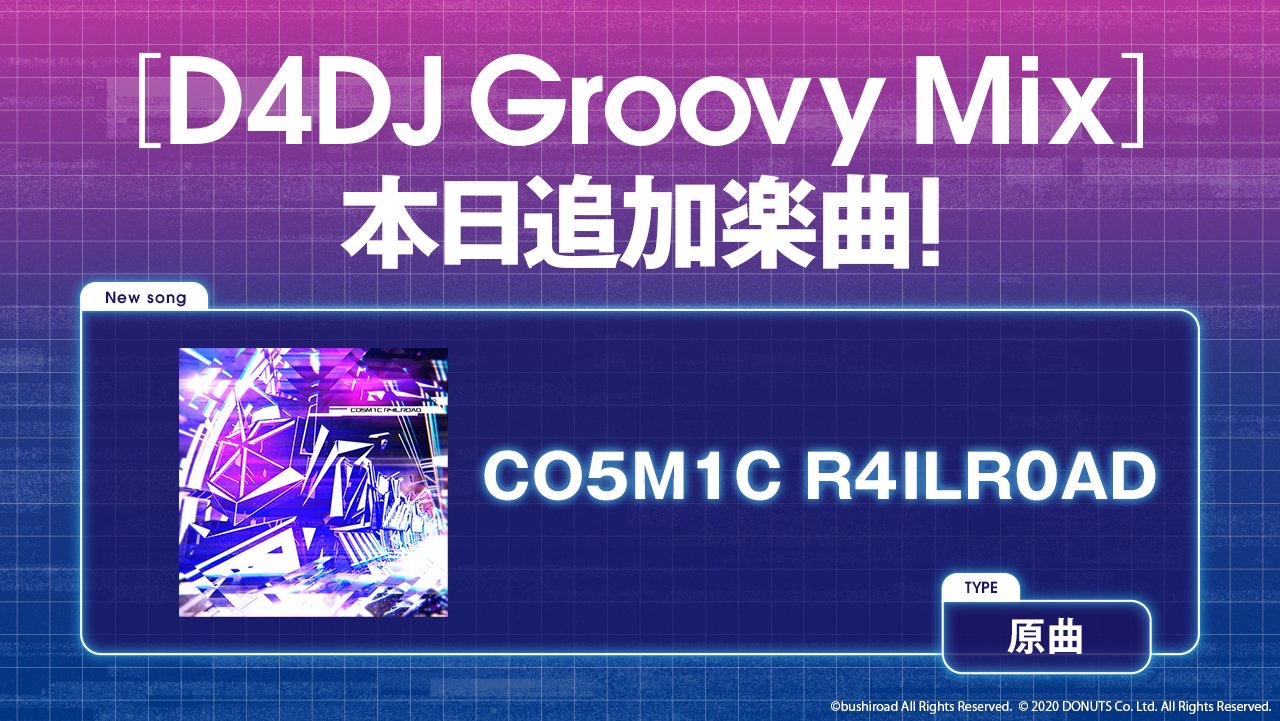 [D4DJ Groovy Mix]
本日追加楽曲!
New song
CO5M1C R4ILR0AD
CO5M1C R4ILR0AD
TYPE
原曲
©bushiroad All Rights Reserved. © 2020 DONUTS Co. Ltd. All Rights Reserved.